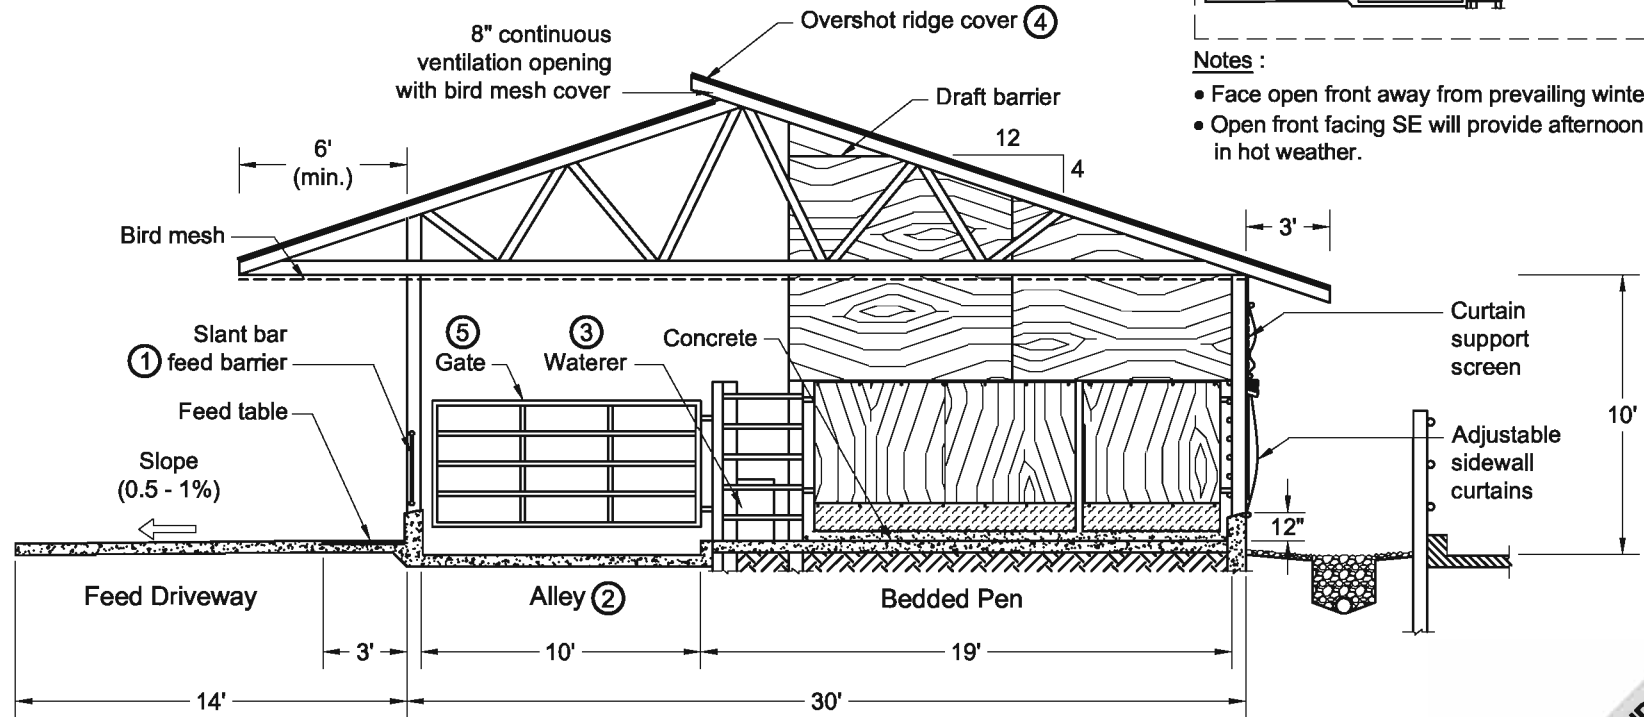 Overshot ridge cover 4
8" continuous
ventilation opening
with bird mesh cover
Notes :
• Face open front away from prevailing winte
• Open front facing SE will provide afternoon
in hot weather.
Draft barrier
12
4
6'
(min.)
3'
Bird mesh
Slant bar
1 feed barrier
5
Gate
3
Waterer
Concrete
Curtain
support
screen
Feed table
10'
Adjustable
sidewall
curtains
Slope
(0.5 - 1%)
12"
Feed Driveway
Alley 2
Bedded Pen
3'
10'
19'
14'
30'